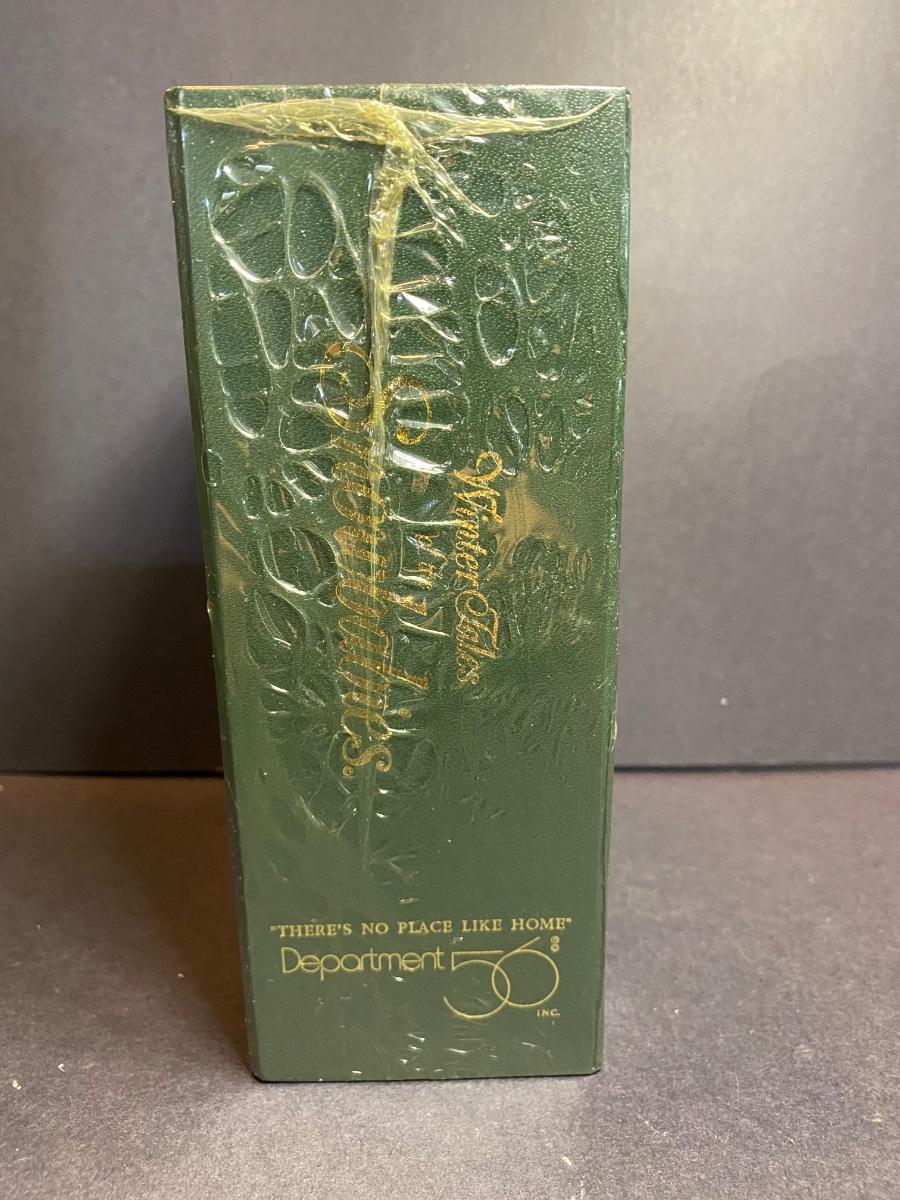 Winter Tales
of the
Snowbabies.
"THERE'S NO PLACE LIKE HOME"
Department 56
INC.